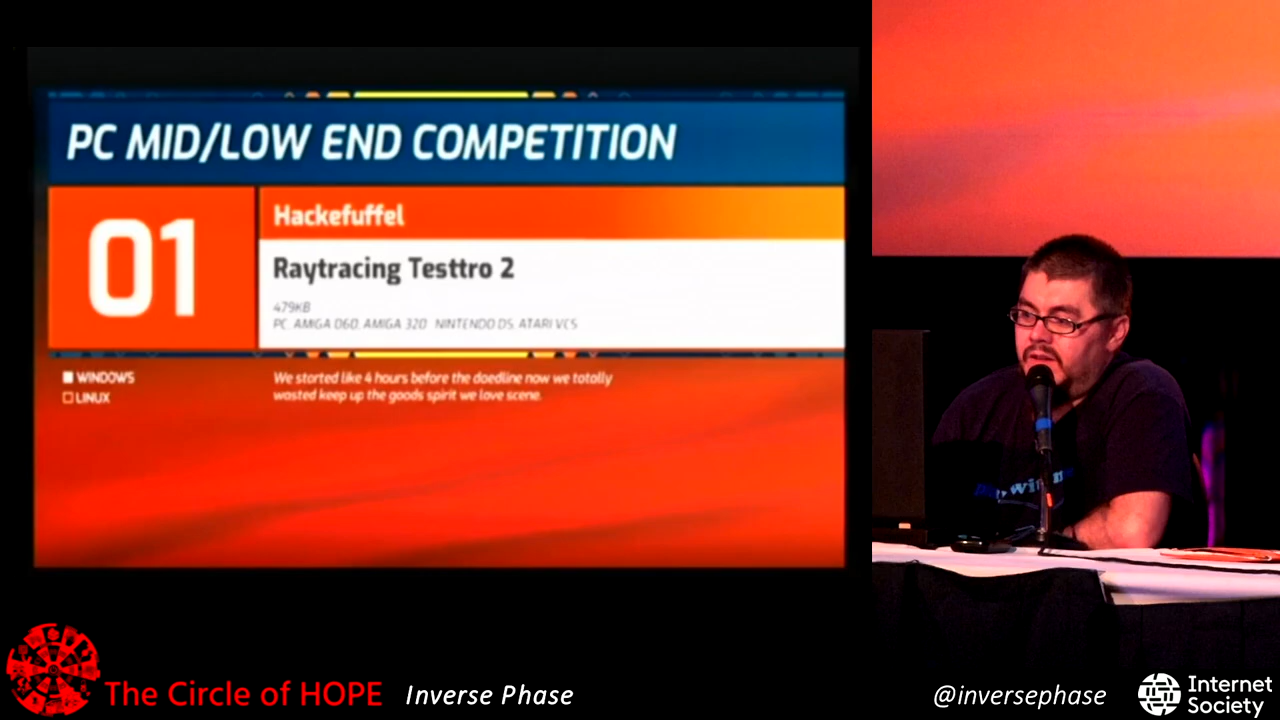 PC MID/LOW END COMPETITION
01
Hackefuffel
Raytracing Testtro 2
479KB
PC, AMIGA 060, AMIGA 320 NINTENDO DS, ATARI VCS
WINDOWS
LINUX
We started like 4 hours before the daedline now we totally
wasted keep up the goods spirit we love scene.
The Circle of HOPE
Inverse Phase
@inversephase
Internet
Society